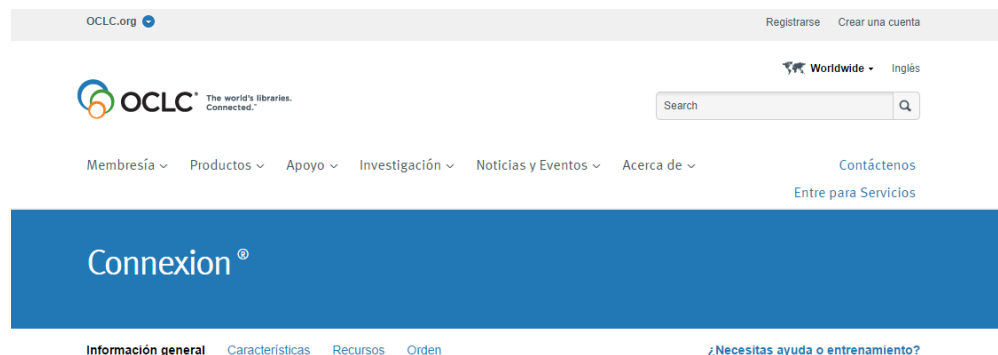 OCLC.org
Registrarse Crear una cuenta
Worldwide Inglés
OCLC® The world's libraries.
Connected.™
Search
Membresía Productos Apoyo Investigación Noticias y Eventos Acerca de Contáctenos
Entre para Servicios
Connexion ®
Información general Características Recursos Orden ¿Necesitas ayuda o entrenamiento?